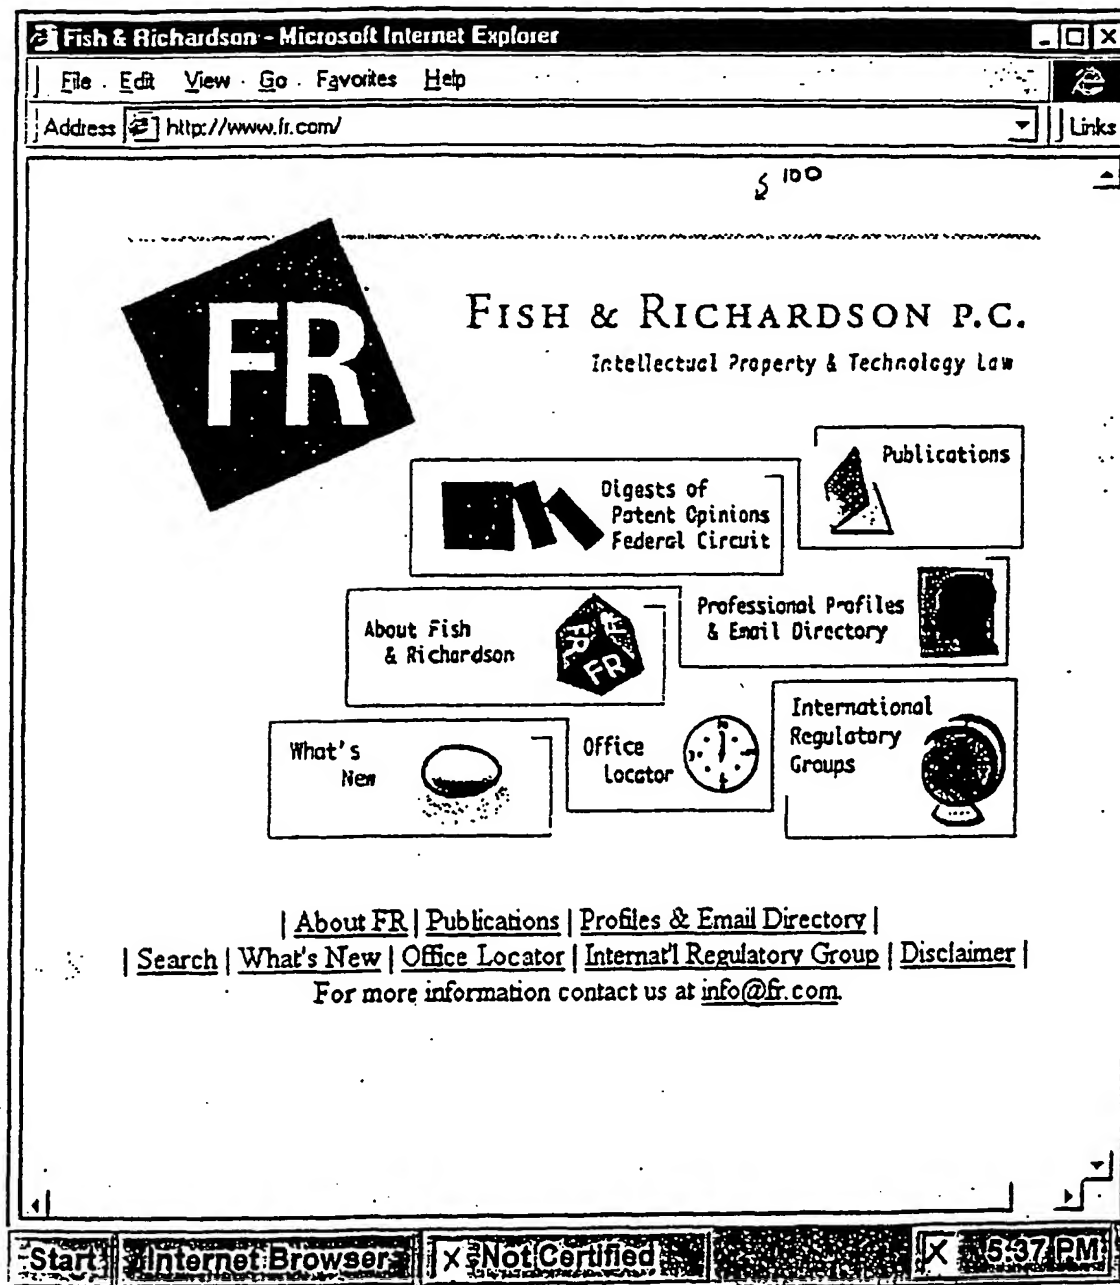 Fish & Richardson - Microsoft Internet Explorer
File Edit View Go Favorites Help
Address http://www.fr.com/ Links
100
FR
FISH & RICHARDSON P.C.
Intellectual Property & Technology Law
Publications
Digests of
Patent Opinions
Federal Circuit
Professional Profiles
& Email Directory
About Fish
& Richardson
FR
FR
FR
International
Regulatory
Groups
What's
New
Office
Locator
| About FR | Publications | Profiles & Email Directory |
| Search | What's New | Office Locator | Internat'l Regulatory Group | Disclaimer |
For more information contact us at info@fr.com.
Start Internet Browser X Not Certified X 5:37 PM